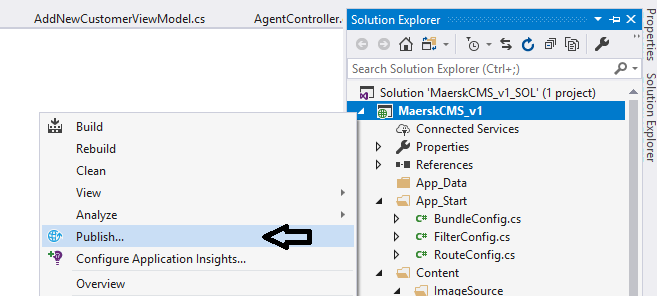 AddNewCustomerViewModel.cs
AgentController.
Solution Explorer
Search Solution Explorer (Ctrl+;)
Solution 'MaerskCMS_v1_SOL' (1 project)
MaerskCMS_v1
Connected Services
Properties
References
App_Data
App_Start
C# BundleConfig.cs
C# FilterConfig.cs
C# RouteConfig.cs
Content
ImageSource
Build
Rebuild
Clean
View
Analyze
Publish...
Configure Application Insights...
Overview
Properties
Solution Explorer